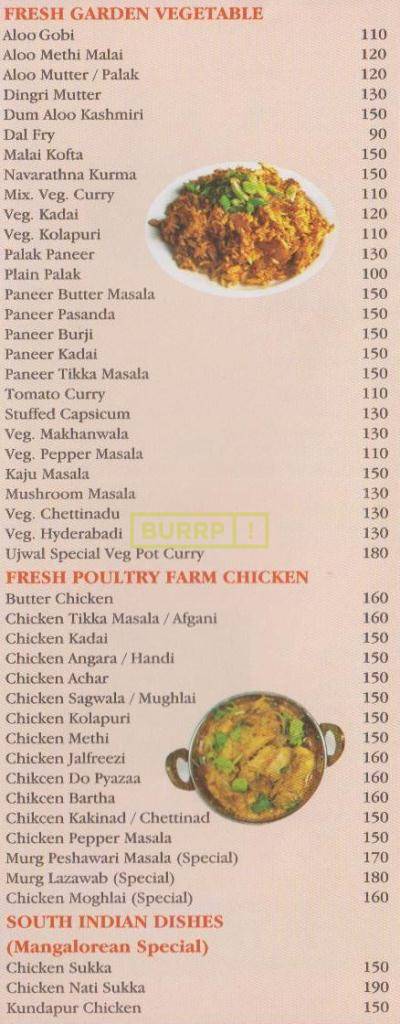 FRESH GARDEN VEGETABLE
Aloo Gobi 110
Aloo Methi Malai 120
Aloo Mutter / Palak 120
Dingri Mutter 130
Dum Aloo Kashmiri 150
Dal Fry 90
Malai Kofta 150
Navarathna Kurma 150
Mix. Veg. Curry 110
Veg. Kadai 120
Veg. Kolapuri 110
Palak Paneer 130
Plain Palak 100
Paneer Butter Masala 150
Paneer Pasanda 150
Paneer Burji 150
Paneer Kadai 150
Paneer Tikka Masala 150
Tomato Curry 110
Stuffed Capsicum 130
Veg. Makhanwala 130
Veg. Pepper Masala 110
Kaju Masala 150
Mushroom Masala 130
Veg. Chettinadu 130
Veg. Hyderabadi 130
BURRP!
Ujwal Special Veg Pot Curry 180
FRESH POULTRY FARM CHICKEN
Butter Chicken 160
Chicken Tikka Masala / Afgani 160
Chicken Kadai 150
Chicken Angara / Handi 150
Chicken Achar 150
Chicken Sagwala / Mughlai 150
Chicken Kolapuri 150
Chicken Methi 150
Chicken Jalfreezi 160
Chikcen Do Pyazaa 160
Chikcen Bartha 160
Chikcen Kakinad / Chettinad 150
Chicken Pepper Masala 150
Murg Peshawari Masala (Special) 170
Murg Lazawab (Special) 180
Chicken Moghlai (Special) 160
SOUTH INDIAN DISHES
(Mangalorean Special)
Chicken Sukka 150
Chicken Nati Sukka 190
Kundapur Chicken 150